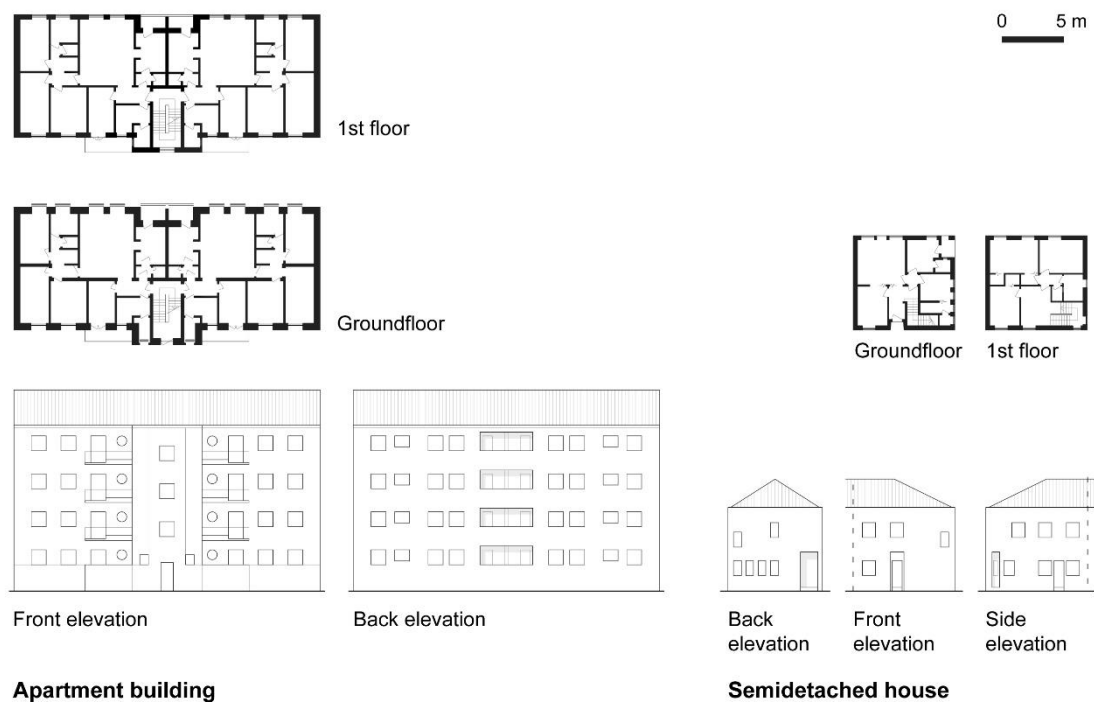 0 5 m
1st floor
Groundfloor
Groundfloor 1st floor
Front elevation
Back elevation
Back
elevation
Front
elevation
Side
elevation
Apartment building
Semidetached house